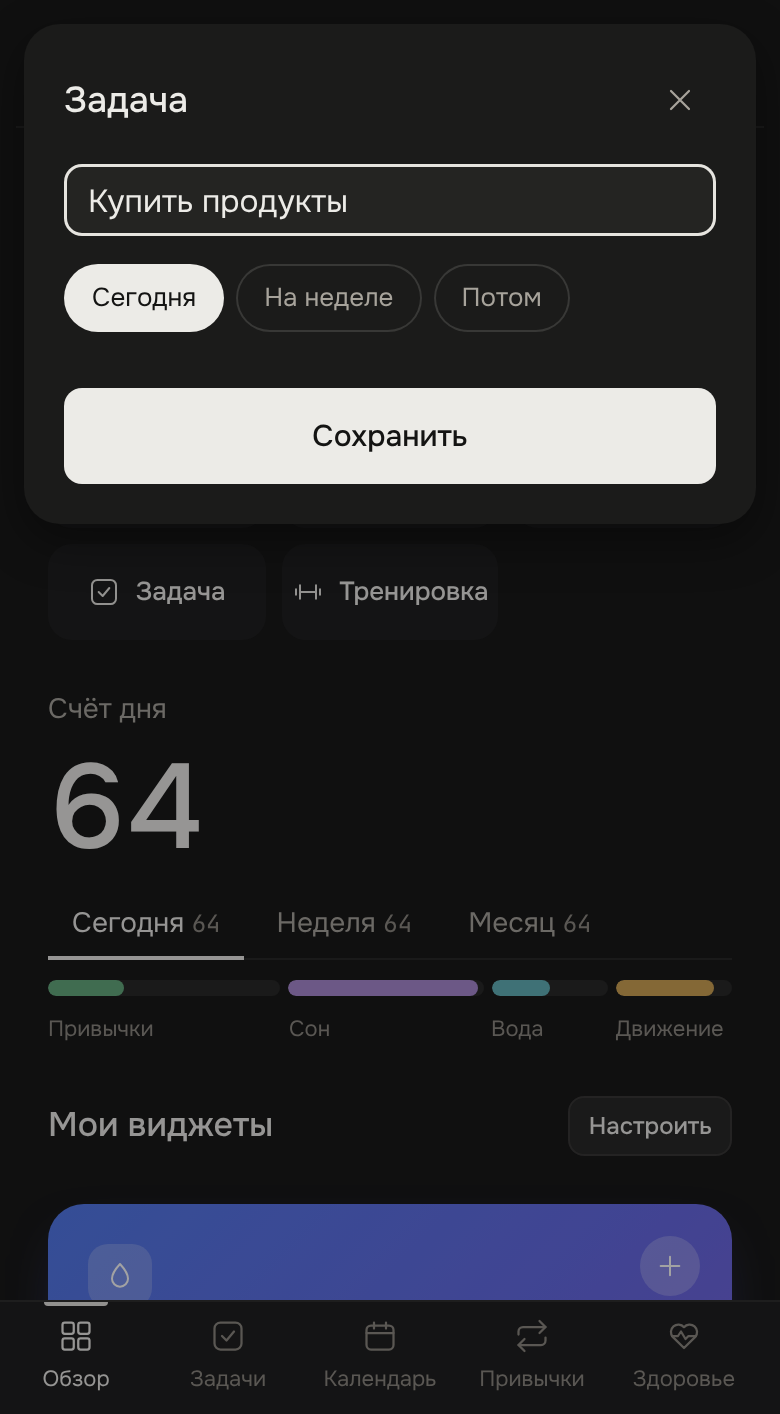 Задача
Купить продукты
Сегодня На неделе Потом
Сохранить
Задача Тренировка
Счёт дня
64
Сегодня 64 Неделя 64 Месяц 64
Привычки Сон Вода Движение
Мои виджеты Настроить
Обзор Задачи Календарь Привычки Здоровье